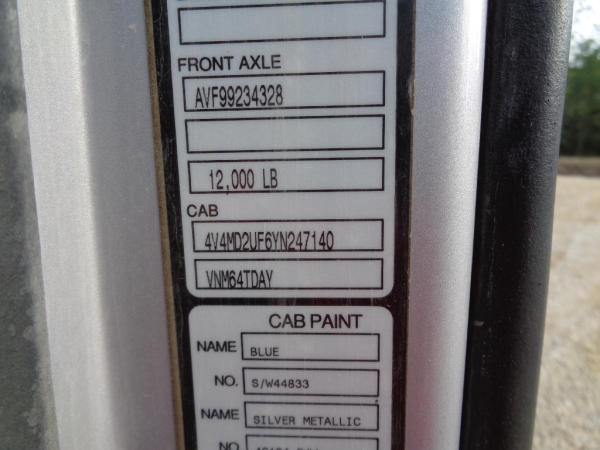 FRONT AXLE
AVF99234328
12,000 LB
CAB
4V4MD2UF6YN247140
VNM64TDAY
CAB PAINT
NAME BLUE
NO. S/W44833
NAME SILVER METALLIC
NO.